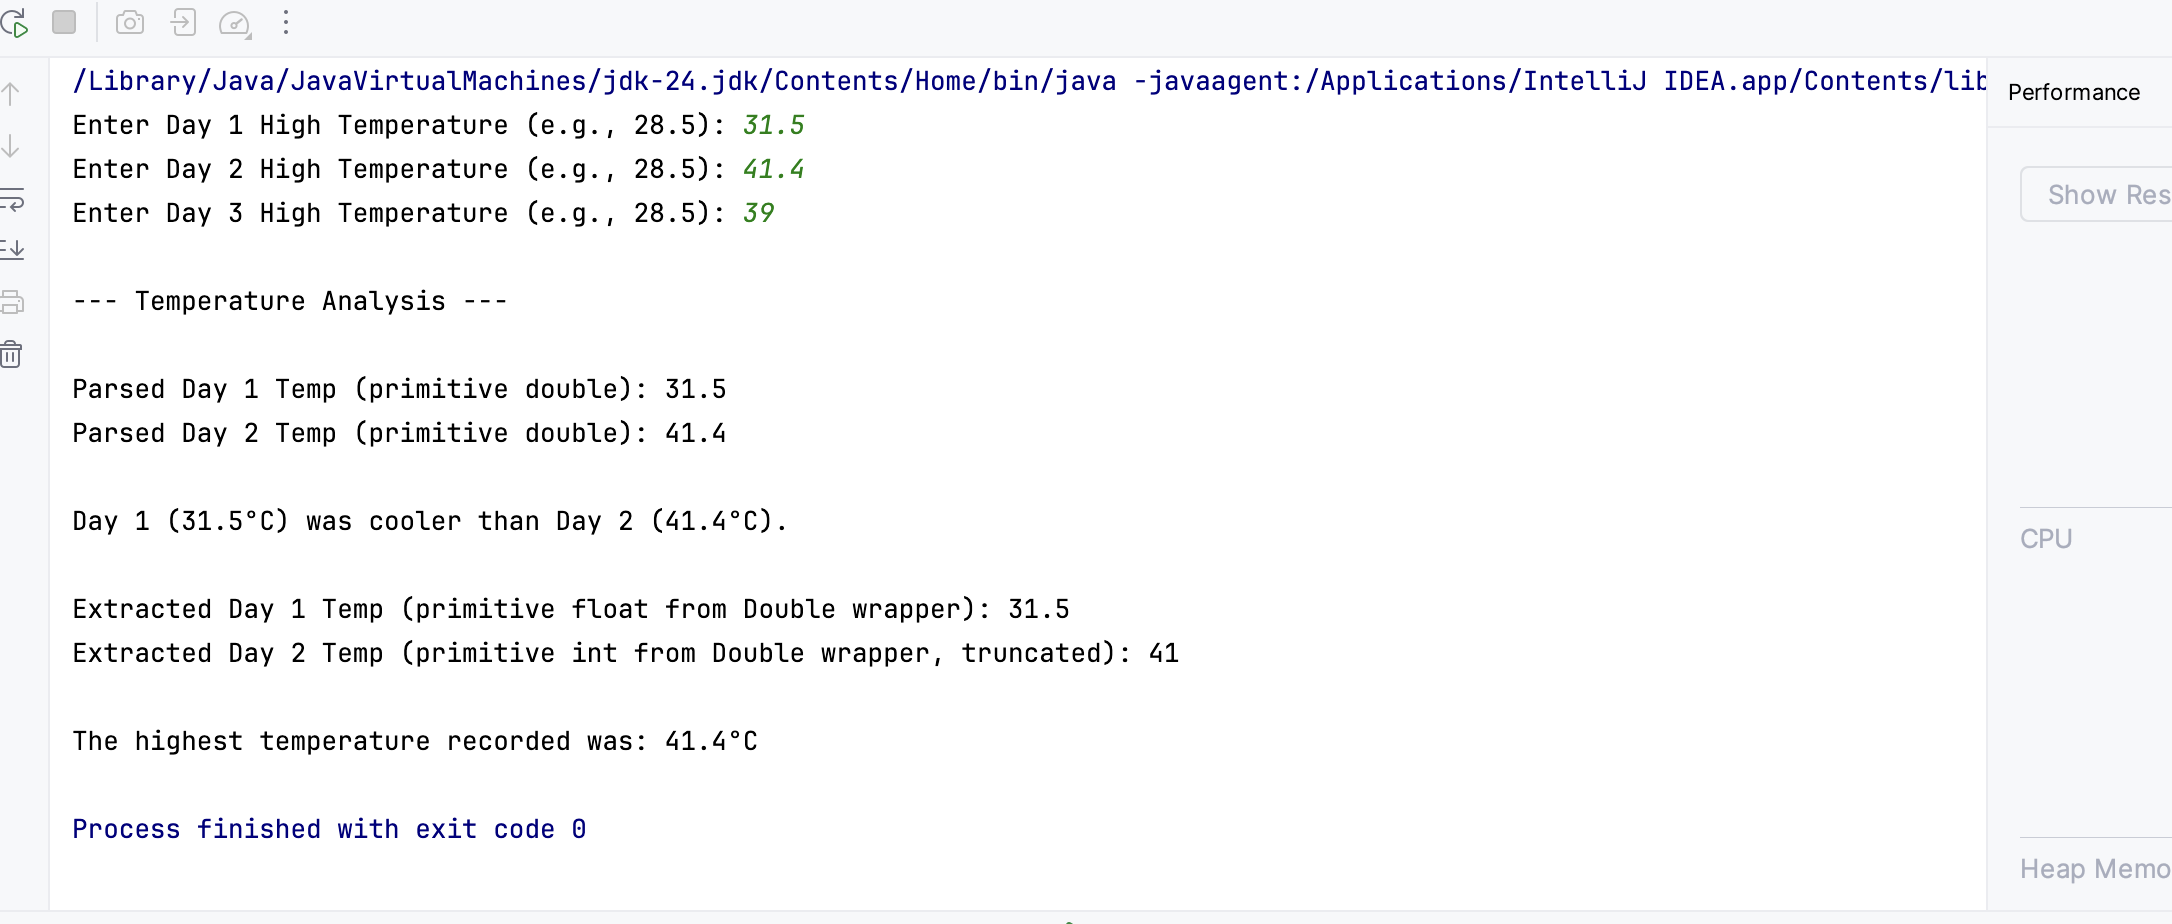 /Library/Java/JavaVirtualMachines/jdk-24.jdk/Contents/Home/bin/java -javaagent:/Applications/IntelliJ IDEA.app/Contents/lib
Enter Day 1 High Temperature (e.g., 28.5): 31.5
Enter Day 2 High Temperature (e.g., 28.5): 41.4
Enter Day 3 High Temperature (e.g., 28.5): 39
--- Temperature Analysis ---
Parsed Day 1 Temp (primitive double): 31.5
Parsed Day 2 Temp (primitive double): 41.4
Day 1 (31.5°C) was cooler than Day 2 (41.4°C).
Extracted Day 1 Temp (primitive float from Double wrapper): 31.5
Extracted Day 2 Temp (primitive int from Double wrapper, truncated): 41
The highest temperature recorded was: 41.4°C
Process finished with exit code 0
Performance
Show Res
CPU
Heap Memo